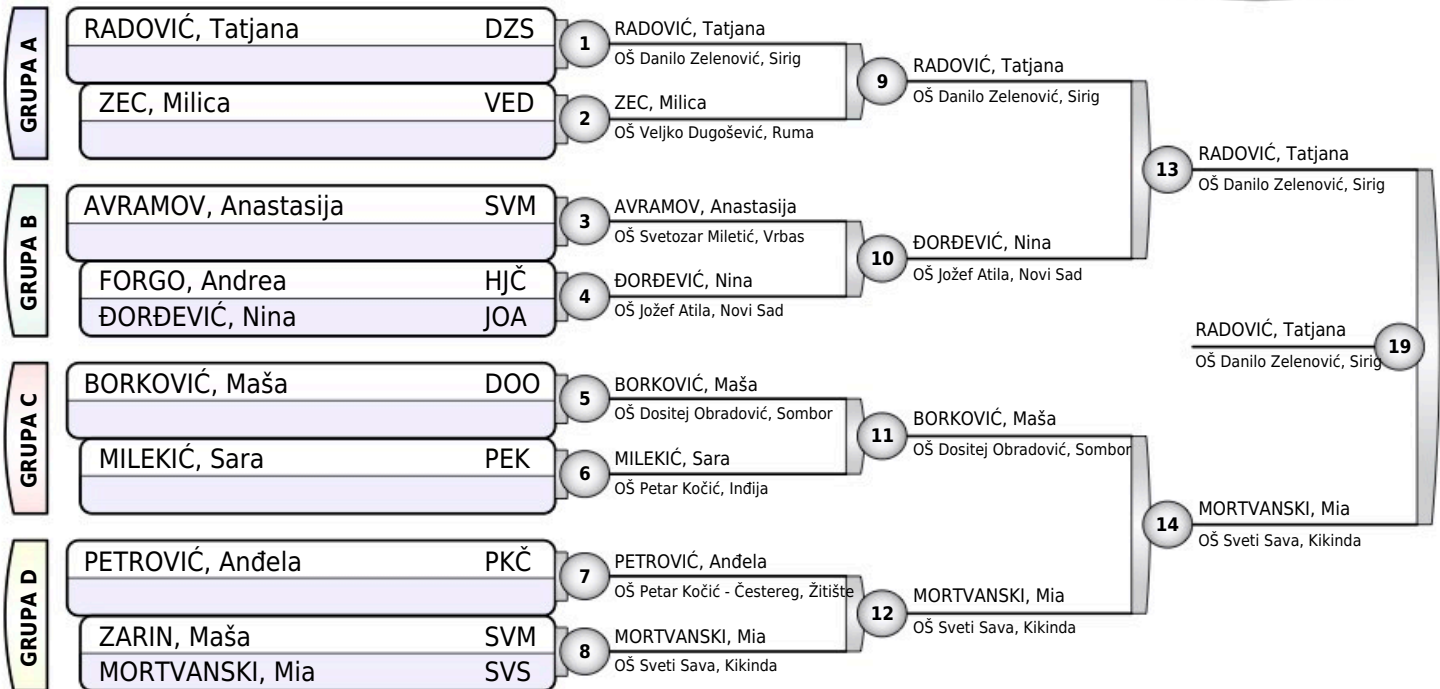 GRUPA A
RADOVIĆ, Tatjana DZS
ZEC, Milica VED
GRUPA B
AVRAMOV, Anastasija SVM
FORGO, Andrea HJČ
ĐORĐEVIĆ, Nina JOA
GRUPA C
BORKOVIĆ, Maša DOO
MILEKIĆ, Sara PEK
GRUPA D
PETROVIĆ, Anđela PKČ
ZARIN, Maša SVM
MORTVANSKI, Mia SVS
1
RADOVIĆ, Tatjana
OŠ Danilo Zelenović, Sirig
2
ZEC, Milica
OŠ Veljko Dugošević, Ruma
3
AVRAMOV, Anastasija
OŠ Svetozar Miletić, Vrbas
4
ĐORĐEVIĆ, Nina
OŠ Jožef Atila, Novi Sad
5
BORKOVIĆ, Maša
OŠ Dositej Obradović, Sombor
6
MILEKIĆ, Sara
OŠ Petar Kočić, Inđija
7
PETROVIĆ, Anđela
OŠ Petar Kočić - Čestereg, Žitište
8
MORTVANSKI, Mia
OŠ Sveti Sava, Kikinda
9
RADOVIĆ, Tatjana
OŠ Danilo Zelenović, Sirig
10
ĐORĐEVIĆ, Nina
OŠ Jožef Atila, Novi Sad
11
BORKOVIĆ, Maša
OŠ Dositej Obradović, Sombor
12
MORTVANSKI, Mia
OŠ Sveti Sava, Kikinda
13
RADOVIĆ, Tatjana
OŠ Danilo Zelenović, Sirig
14
MORTVANSKI, Mia
OŠ Sveti Sava, Kikinda
RADOVIĆ, Tatjana
OŠ Danilo Zelenović, Sirig
19